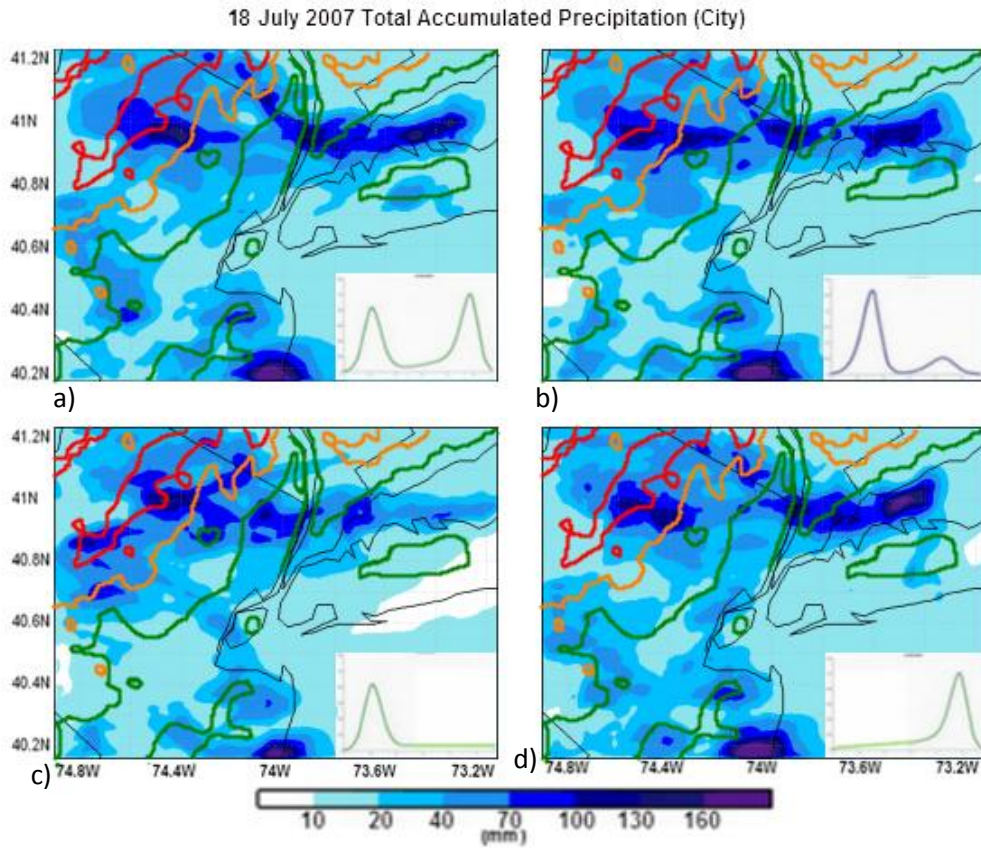 18 July 2007 Total Accumulated Precipitation (City)
41.2N
41N
40.8N
40.6N
40.4N
40.2N
a)
b)
41.2N
41N
40.8N
40.6N
40.4N
40.2N
c)
d)
74.8W 74.4W 74W 73.6W 73.2W
74.8W 74.4W 74W 73.6W 73.2W
10 20 40 70 100 130 160
(mm)